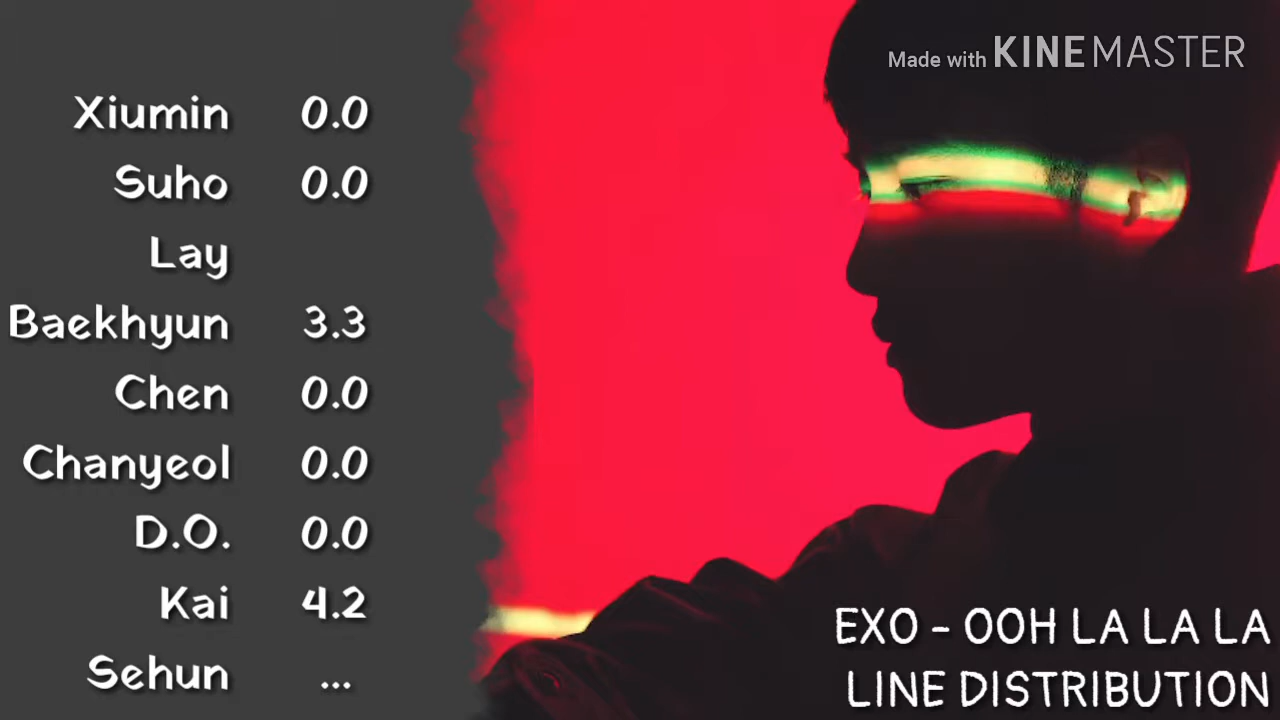 Made with KINEMASTER
Xiumin 0.0
Suho 0.0
Lay
Baekhyun 3.3
Chen 0.0
Chanyeol 0.0
D.O. 0.0
Kai 4.2
Sehun ...
EXO - OOH LA LA LA
LINE DISTRIBUTION